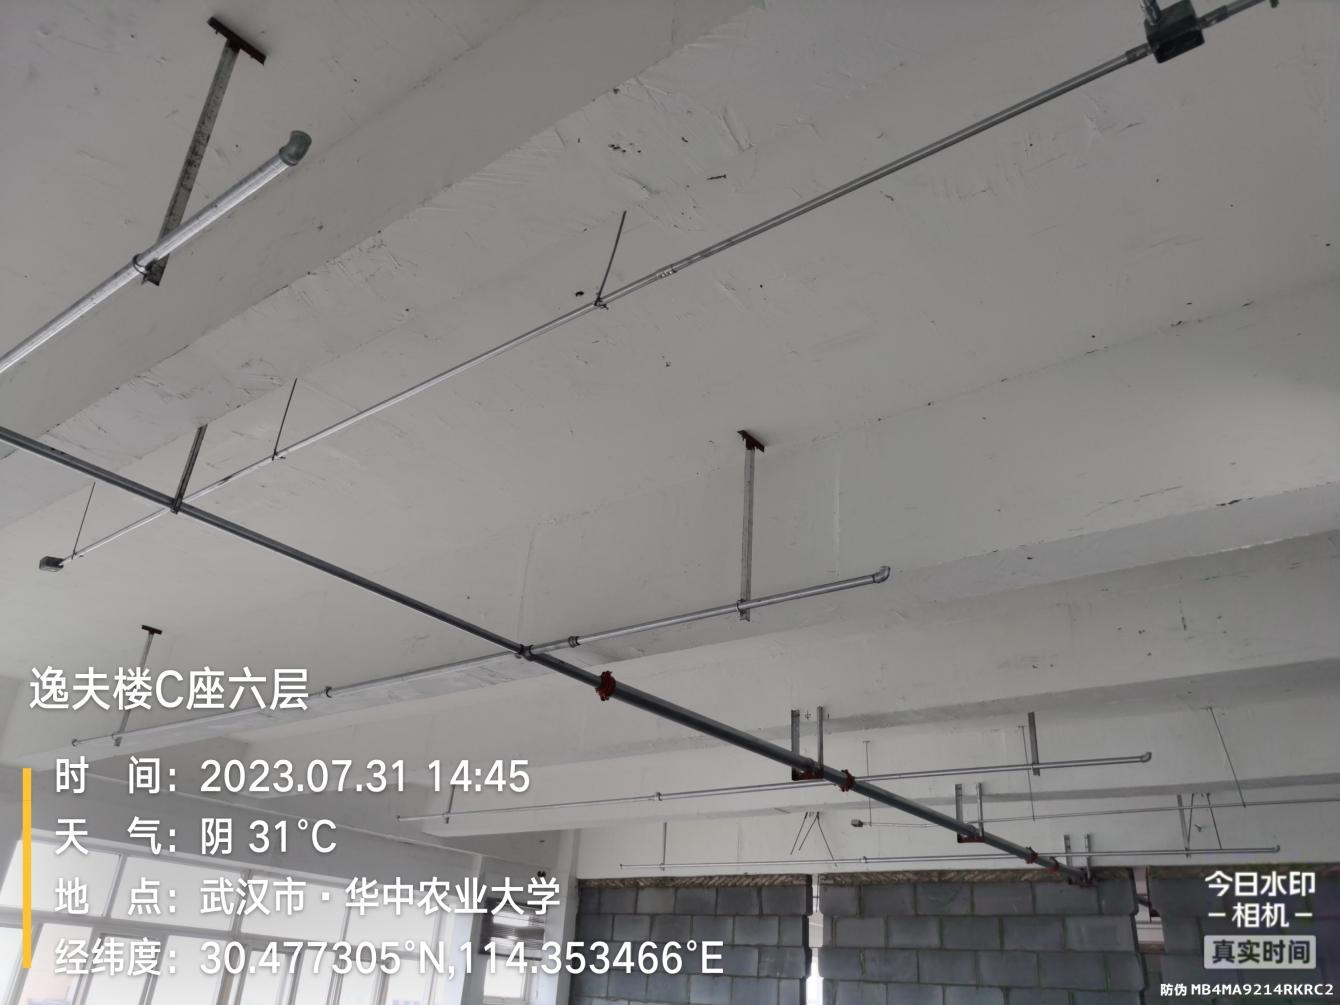 逸夫楼C座六层
时 间：2023.07.31 14:45
天 气：阴 31°C
地 点：武汉市·华中农业大学
经纬度：30.477305°N,114.353466°E
今日水印
-相机-
真实时间
防伪 MB4MA9214RKRC2